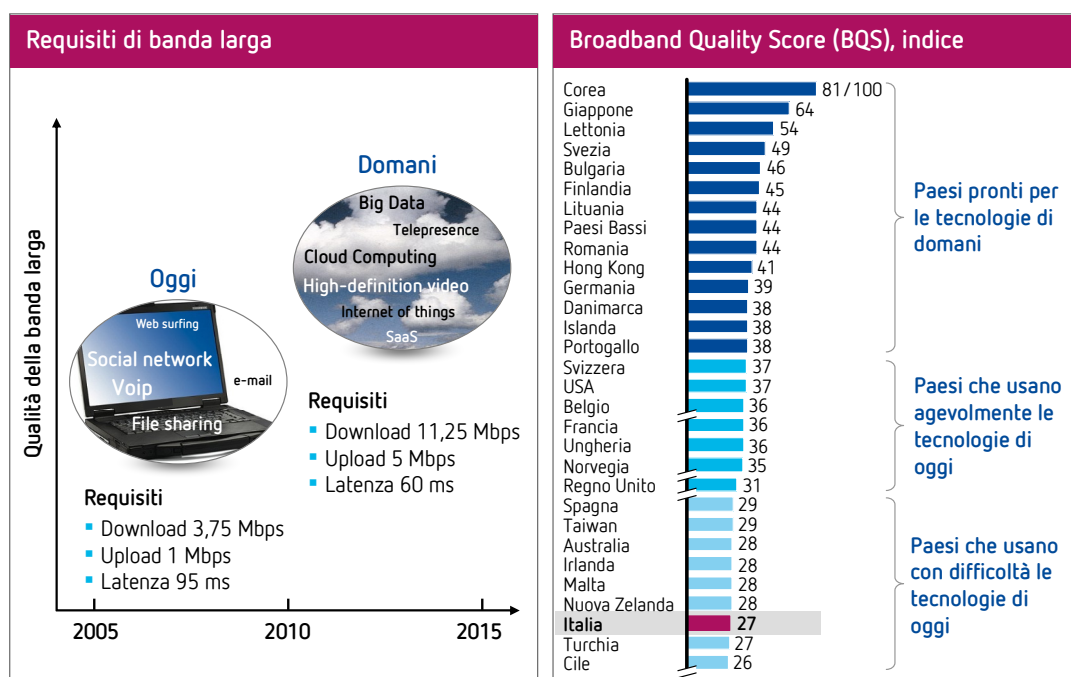 Requisiti di banda larga
Qualità della banda larga
Oggi
Web surfing
Social network
Voip
e-mail
File sharing
Requisiti
Download 3,75 Mbps
Upload 1 Mbps
Latenza 95 ms
Domani
Big Data
Telepresence
Cloud Computing
High-definition video
Internet of things
SaaS
Requisiti
Download 11,25 Mbps
Upload 5 Mbps
Latenza 60 ms
2005 2010 2015
Broadband Quality Score (BQS), indice
Corea 81/100
Giappone 64
Lettonia 54
Svezia 49
Bulgaria 46
Finlandia 45
Lituania 44
Paesi Bassi 44
Romania 44
Hong Kong 41
Germania 39
Danimarca 38
Islanda 38
Portogallo 38
Svizzera 37
USA 37
Belgio 36
Francia 36
Ungheria 36
Norvegia 35
Regno Unito 31
Spagna 29
Taiwan 29
Australia 28
Irlanda 28
Malta 28
Nuova Zelanda 28
Italia 27
Turchia 27
Cile 26
Paesi pronti per
le tecnologie di
domani
Paesi che usano
agevolmente le
tecnologie di
oggi
Paesi che usano
con difficoltà le
tecnologie di
oggi